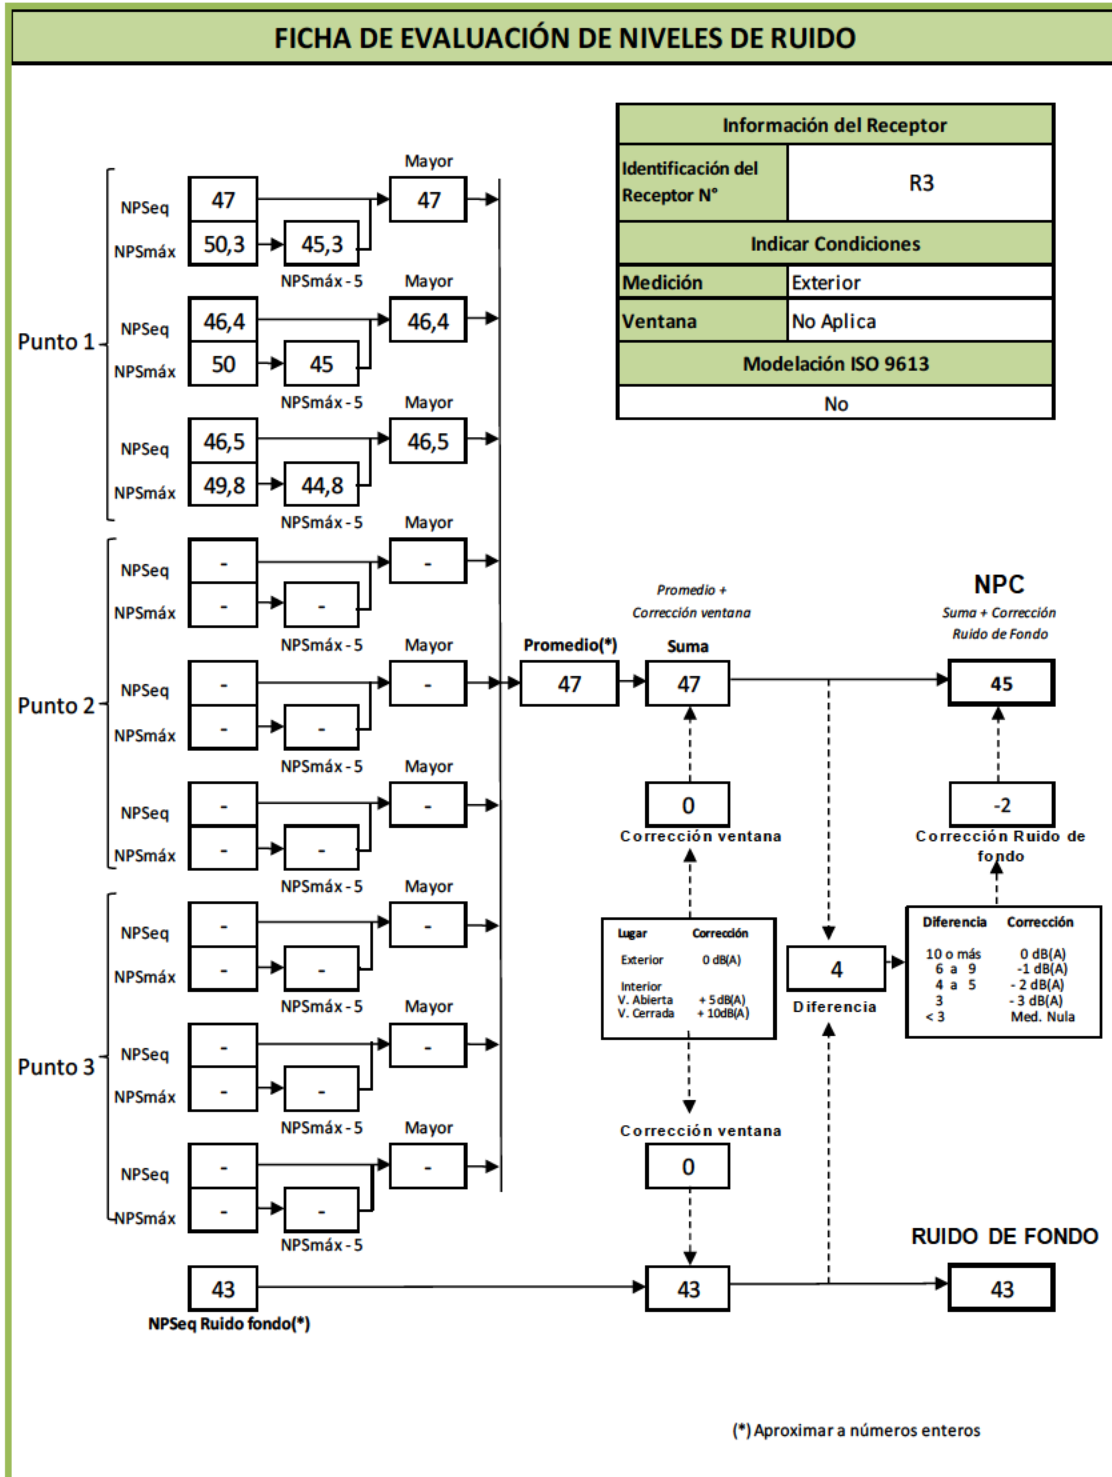 FICHA DE EVALUACIÓN DE NIVELES DE RUIDO
Información del Receptor
Identificación del Receptor N°
R3
Indicar Condiciones
Medición
Exterior
Ventana
No Aplica
Modelación ISO 9613
No
Punto 1
Mayor
NPSeq
47
47
NPSmáx
50,3
45,3
NPSmáx - 5
Mayor
NPSeq
46,4
46,4
NPSmáx
50
45
NPSmáx - 5
Mayor
NPSeq
46,5
46,5
NPSmáx
49,8
44,8
NPSmáx - 5
Punto 2
Mayor
NPSeq
-
-
NPSmáx
-
-
NPSmáx - 5
Mayor
NPSeq
-
-
NPSmáx
-
-
NPSmáx - 5
Mayor
NPSeq
-
-
NPSmáx
-
-
NPSmáx - 5
Punto 3
Mayor
NPSeq
-
-
NPSmáx
-
-
NPSmáx - 5
Mayor
NPSeq
-
-
NPSmáx
-
-
NPSmáx - 5
Mayor
NPSeq
-
-
NPSmáx
-
-
NPSmáx - 5
Promedio(*)
47
Promedio +
Corrección ventana
Suma
47
0
Corrección ventana
NPC
Suma + Corrección
Ruido de Fondo
45
-2
Corrección Ruido de
fondo
Lugar Corrección
Exterior 0 dB(A)
Interior
V. Abierta + 5 dB(A)
V. Cerrada + 10dB(A)
4
Diferencia
Diferencia Corrección
10 o más 0 dB(A)
6 a 9 -1 dB(A)
4 a 5 - 2 dB(A)
3 - 3 dB(A)
< 3 Med. Nula
Corrección ventana
0
43
NPSeq Ruido fondo(*)
43
RUIDO DE FONDO
43
(*) Aproximar a números enteros